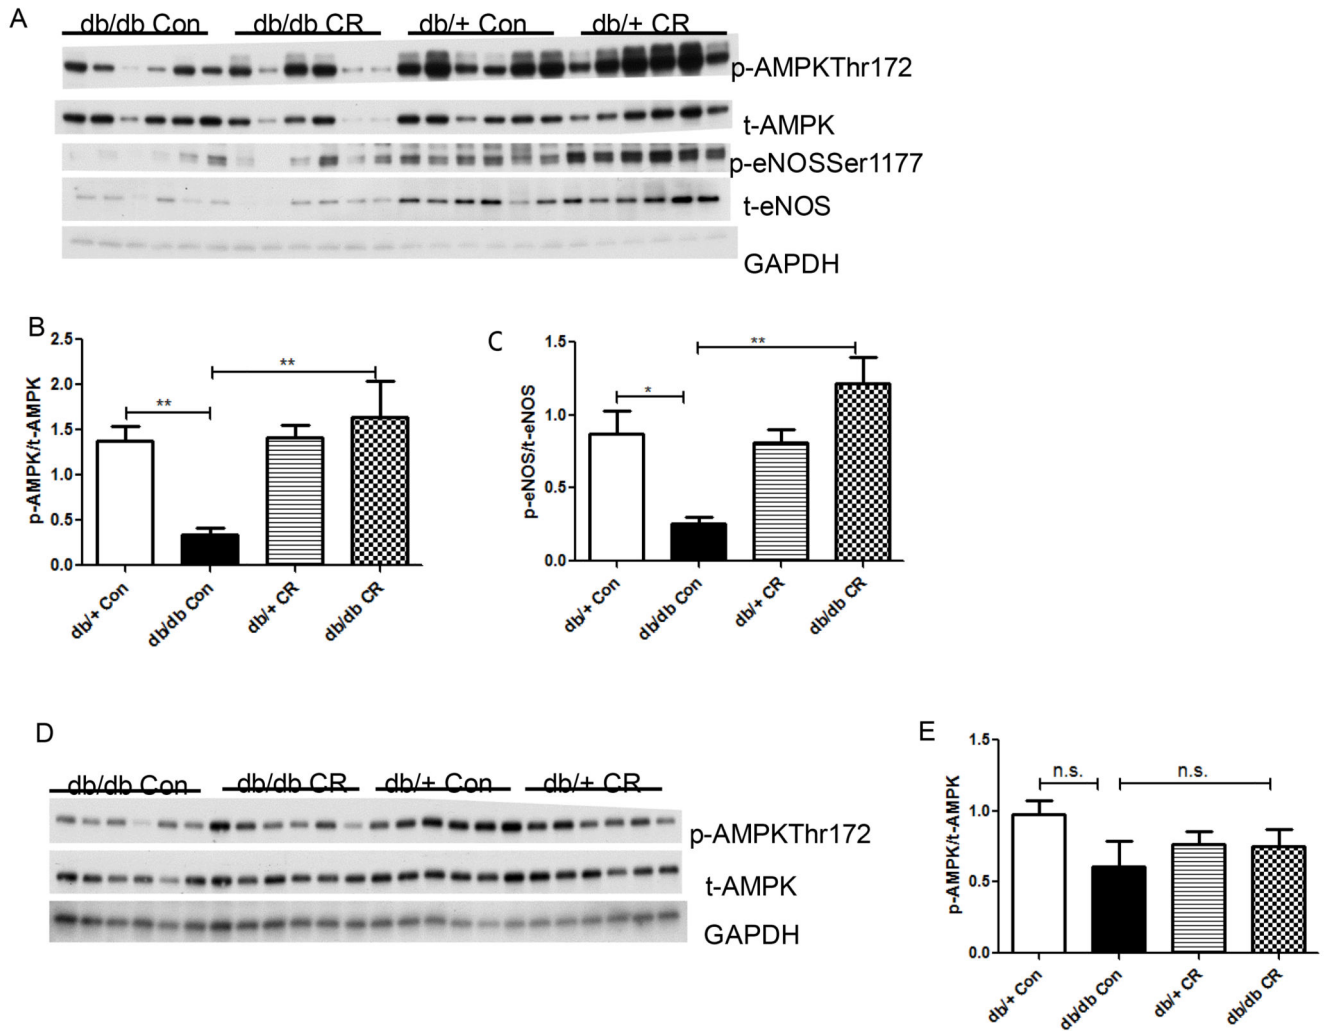 A
db/db Con db/db CR db/+ Con db/+ CR
p-AMPKThr172
t-AMPK
p-eNOSSer1177
t-eNOS
GAPDH
B
p-AMPK/t-AMPK
2.5
2.0
1.5
1.0
0.5
0.0
**
**
db/+ Con
db/db Con
db/+ CR
db/db CR
C
p-eNOS/t-eNOS
1.5
1.0
0.5
0.0
*
**
db/+ Con
db/db Con
db/+ CR
db/db CR
D
db/db Con db/db CR db/+ Con db/+ CR
p-AMPKThr172
t-AMPK
GAPDH
E
p-AMPK/t-AMPK
1.5
1.0
0.5
0.0
n.s.
n.s.
db/+ Con
db/db Con
db/+ CR
db/db CR